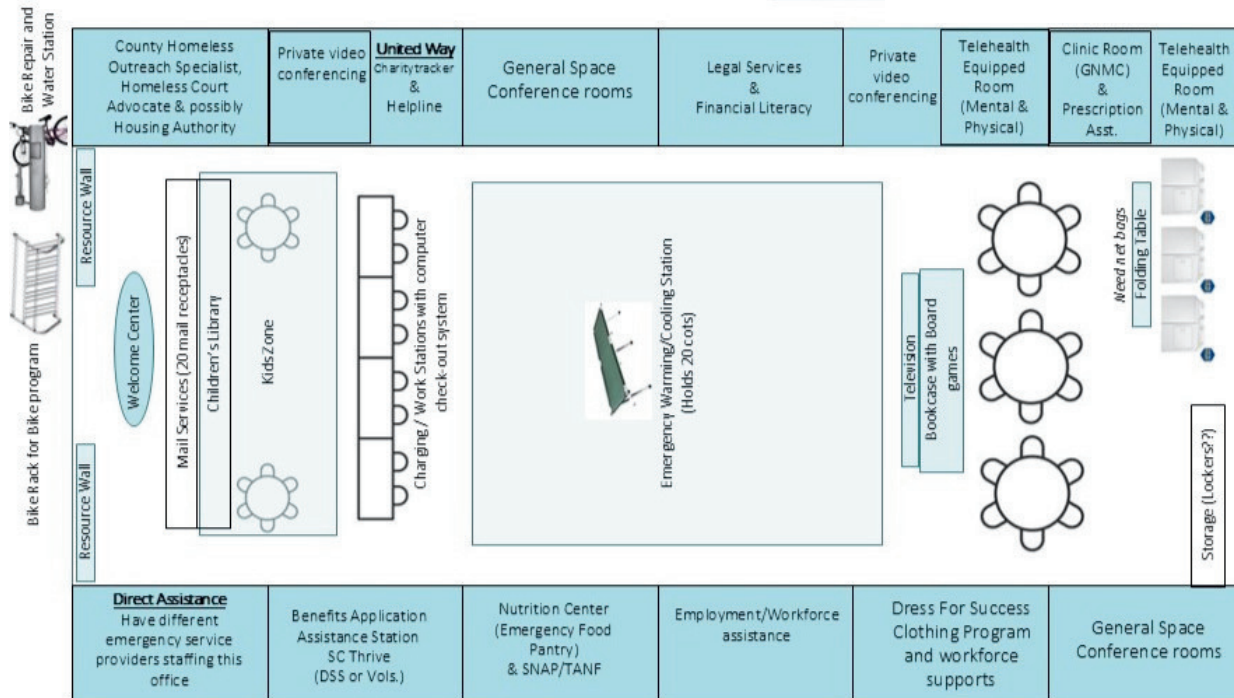 Bike Repair and
Water Station
Bike Rack for Bike program
County Homeless
Outreach Specialist,
Homeless Court
Advocate & possibly
Housing Authority
Private video
conferencing
United Way
Charitytracker
&
Helpline
General Space
Conference rooms
Legal Services
&
Financial Literacy
Private
video
conferencing
Telehealth
Equipped
Room
(Mental &
Physical)
Clinic Room
(GNMC)
&
Prescription
Asst.
Telehealth
Equipped
Room
(Mental &
Physical)
Resource Wall
Resource Wall
Welcome Center
Mail Services (20 mail receptacles)
Children's Library
KidsZone
Charging / Work Stations with computer
check-out system
Emergency Warming/Cooling Station
(Holds 20 cots)
Television
Bookcase with Board
games
Need net bags
Folding Table
Storage (Lockers??)
Direct Assistance
Have different
emergency service
providers staffing this
office
Benefits Application
Assistance Station
SC Thrive
(DSS or Vols.)
Nutrition Center
(Emergency Food
Pantry)
& SNAP/TANF
Employment/Workforce
assistance
Dress For Success
Clothing Program
and workforce
supports
General Space
Conference rooms